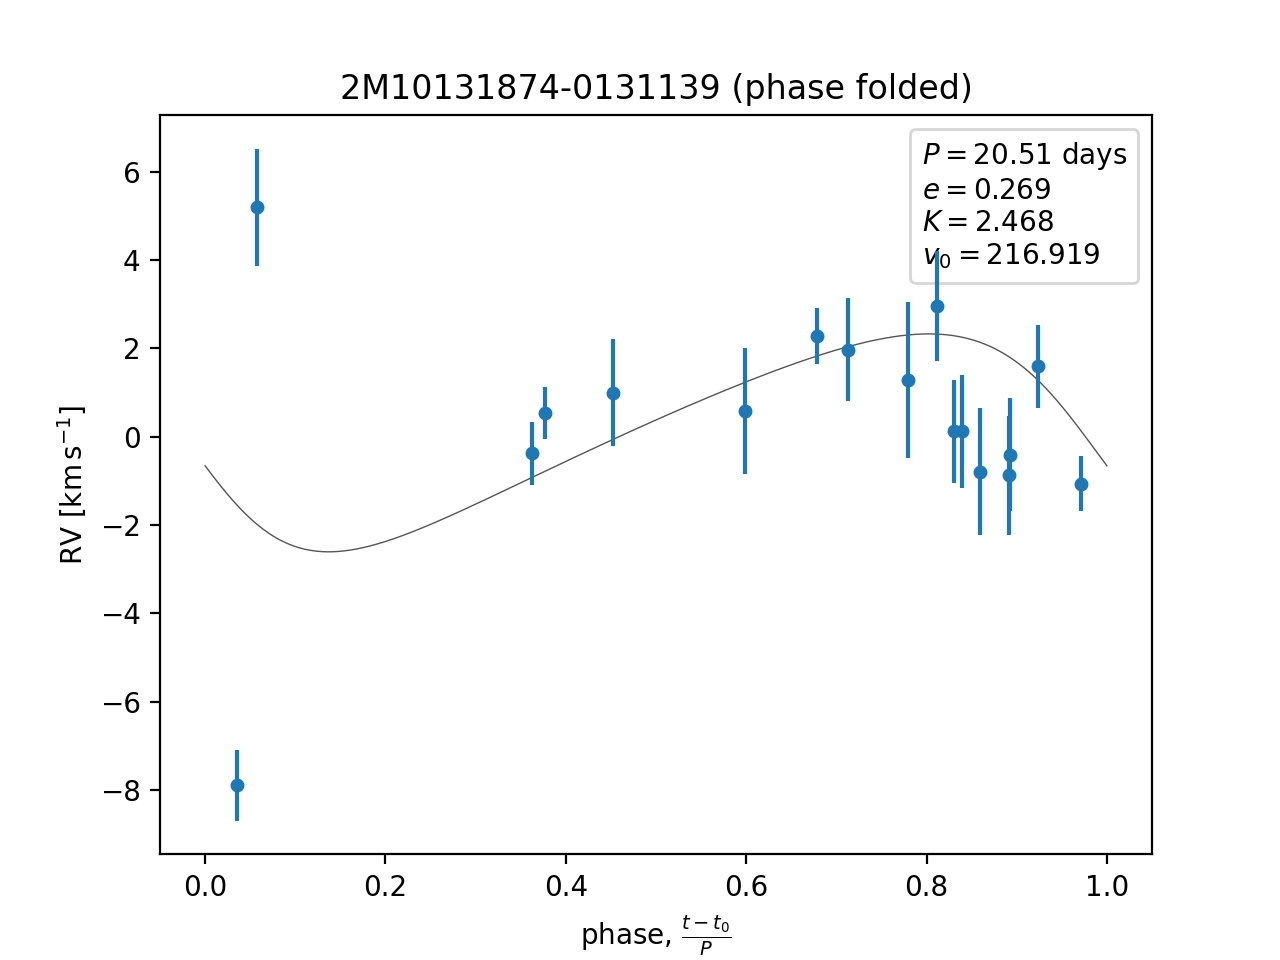 2M10131874-0131139 (phase folded)
P = 20.51 days
e = 0.269
K = 2.468
v₀ = 216.919
RV [km s⁻¹]
6
4
2
0
−2
−4
−6
−8
0.0 0.2 0.4 0.6 0.8 1.0
phase, (t − t₀)/P